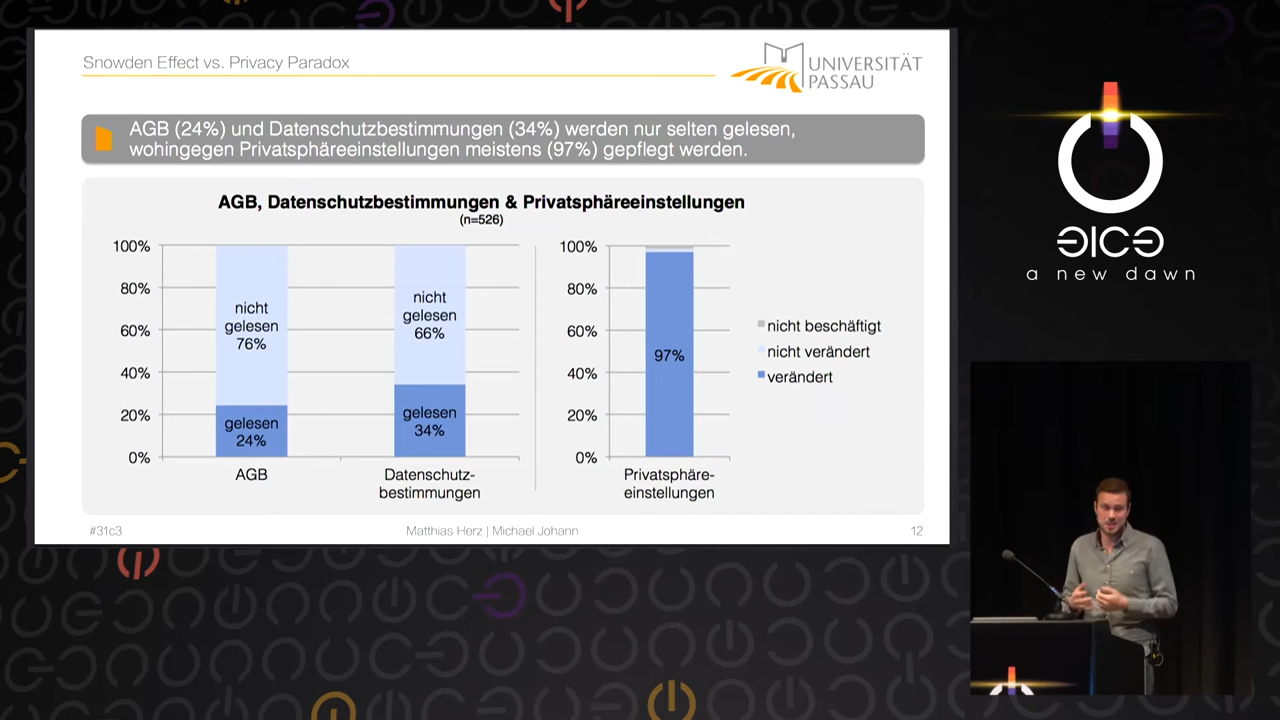 Snowden Effect vs. Privacy Paradox
UNIVERSITÄT
PASSAU
AGB (24%) und Datenschutzbestimmungen (34%) werden nur selten gelesen,
wohingegen Privatsphäreeinstellungen meistens (97%) gepflegt werden.
AGB, Datenschutzbestimmungen & Privatsphäreeinstellungen
(n=526)
100%
80%
60%
40%
20%
0%
nicht
gelesen
76%
gelesen
24%
AGB
nicht
gelesen
66%
gelesen
34%
Datenschutz-
bestimmungen
100%
80%
60%
40%
20%
0%
97%
Privatsphäre-
einstellungen
nicht beschäftigt
nicht verändert
verändert
#31c3
Matthias Herz | Michael Johann
12
a new dawn